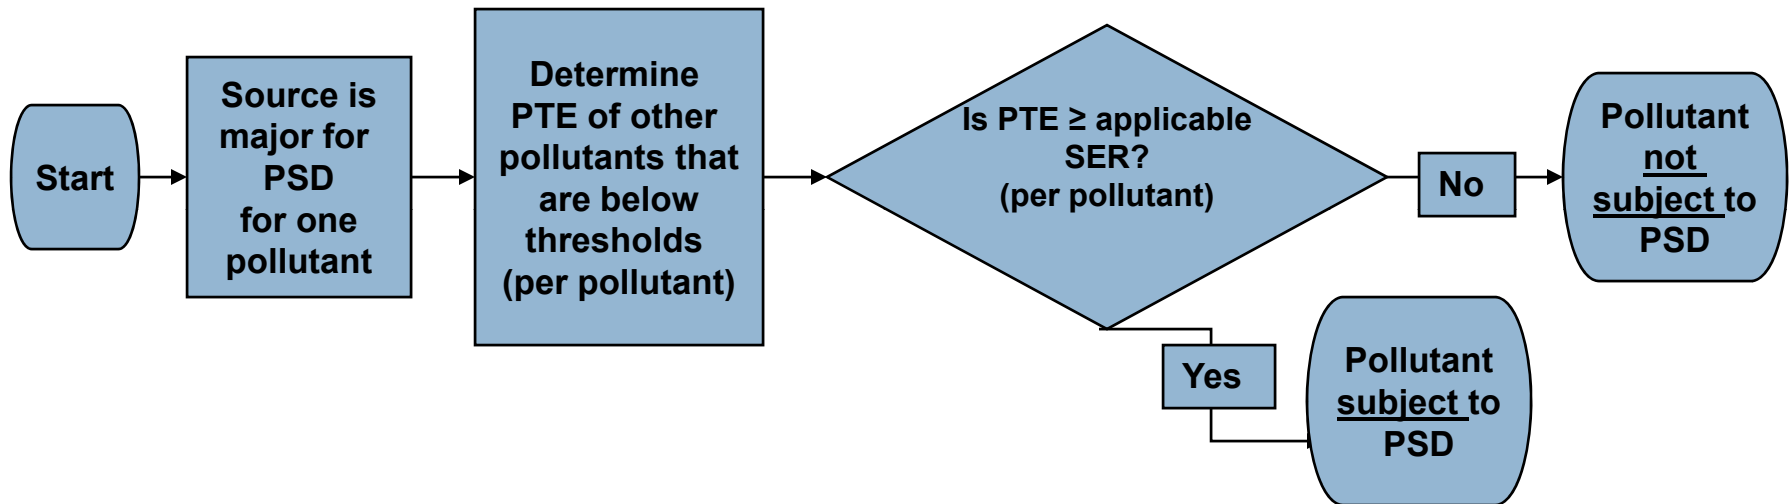 Start
Source is
major for
PSD
for one
pollutant
Determine
PTE of other
pollutants that
are below
thresholds
(per pollutant)
Is PTE ≥ applicable
SER?
(per pollutant)
No
Pollutant
not
subject to
PSD
Yes
Pollutant
subject to
PSD